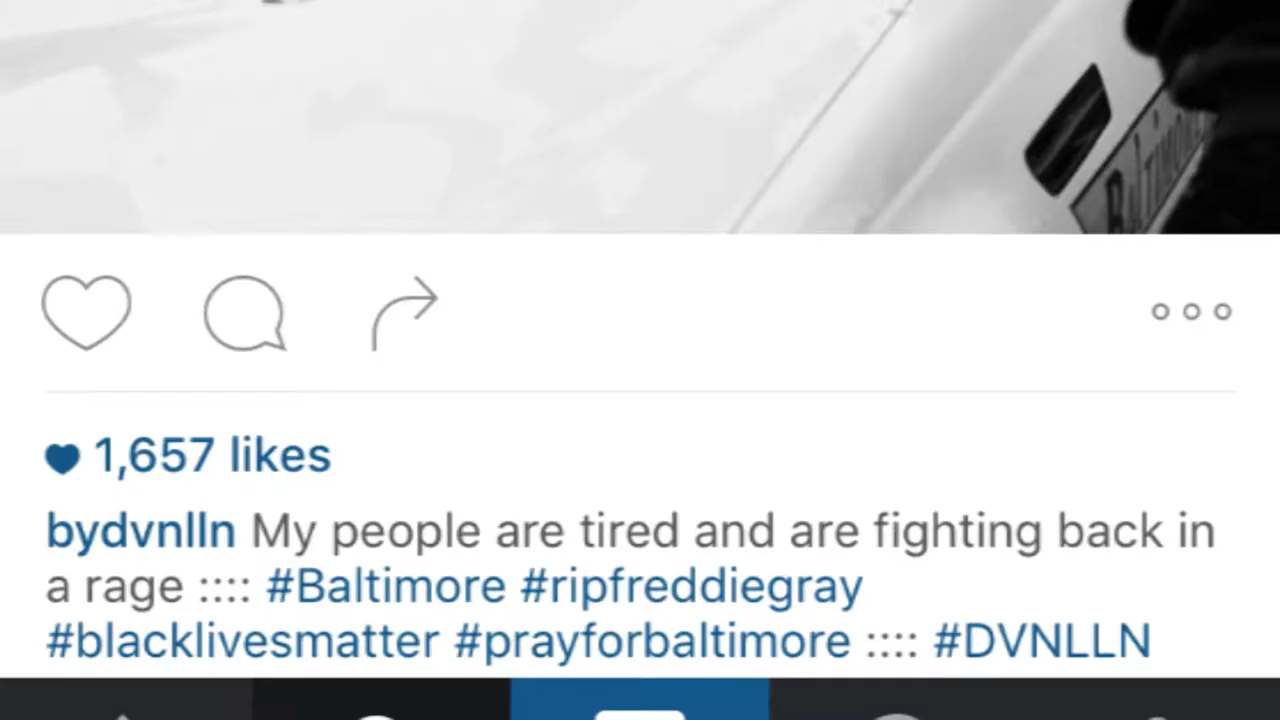 Baltimore
1,657 likes
bydvnlln My people are tired and are fighting back in
a rage :::: #Baltimore #ripfreddiegray
#blacklivesmatter #prayforbaltimore :::: #DVNLLN